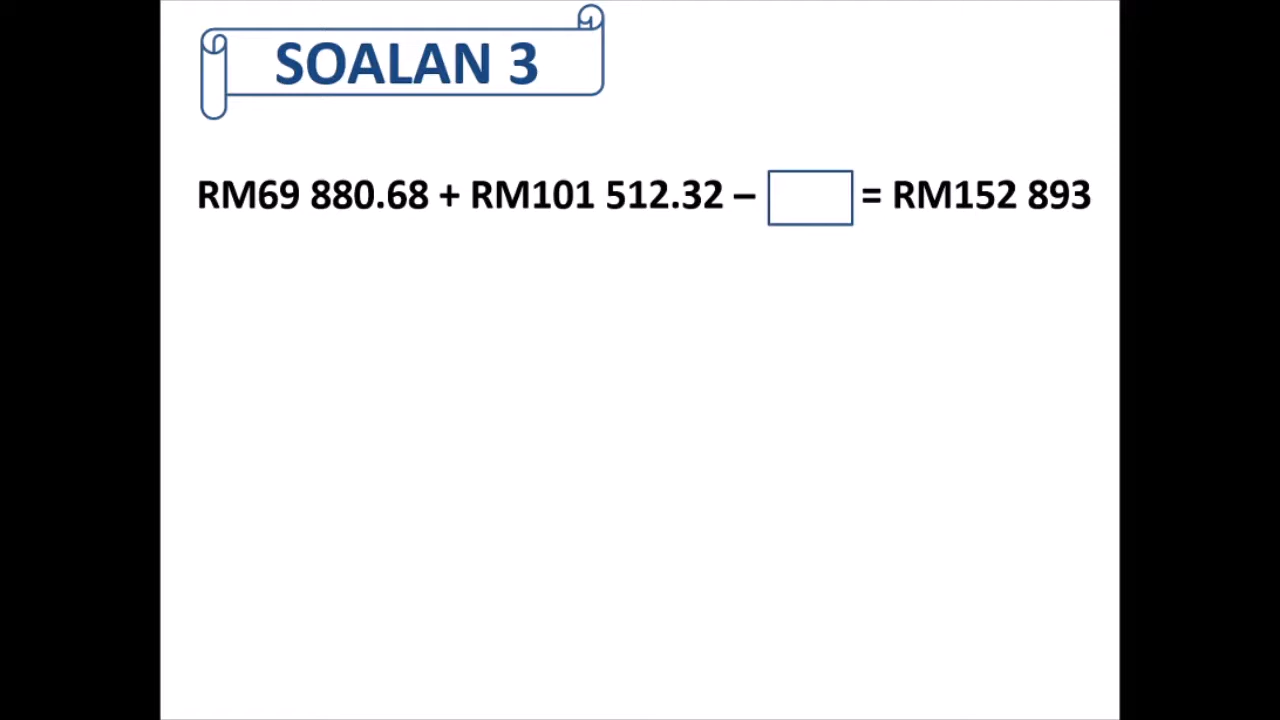 SOALAN 3
RM69 880.68 + RM101 512.32 – = RM152 893